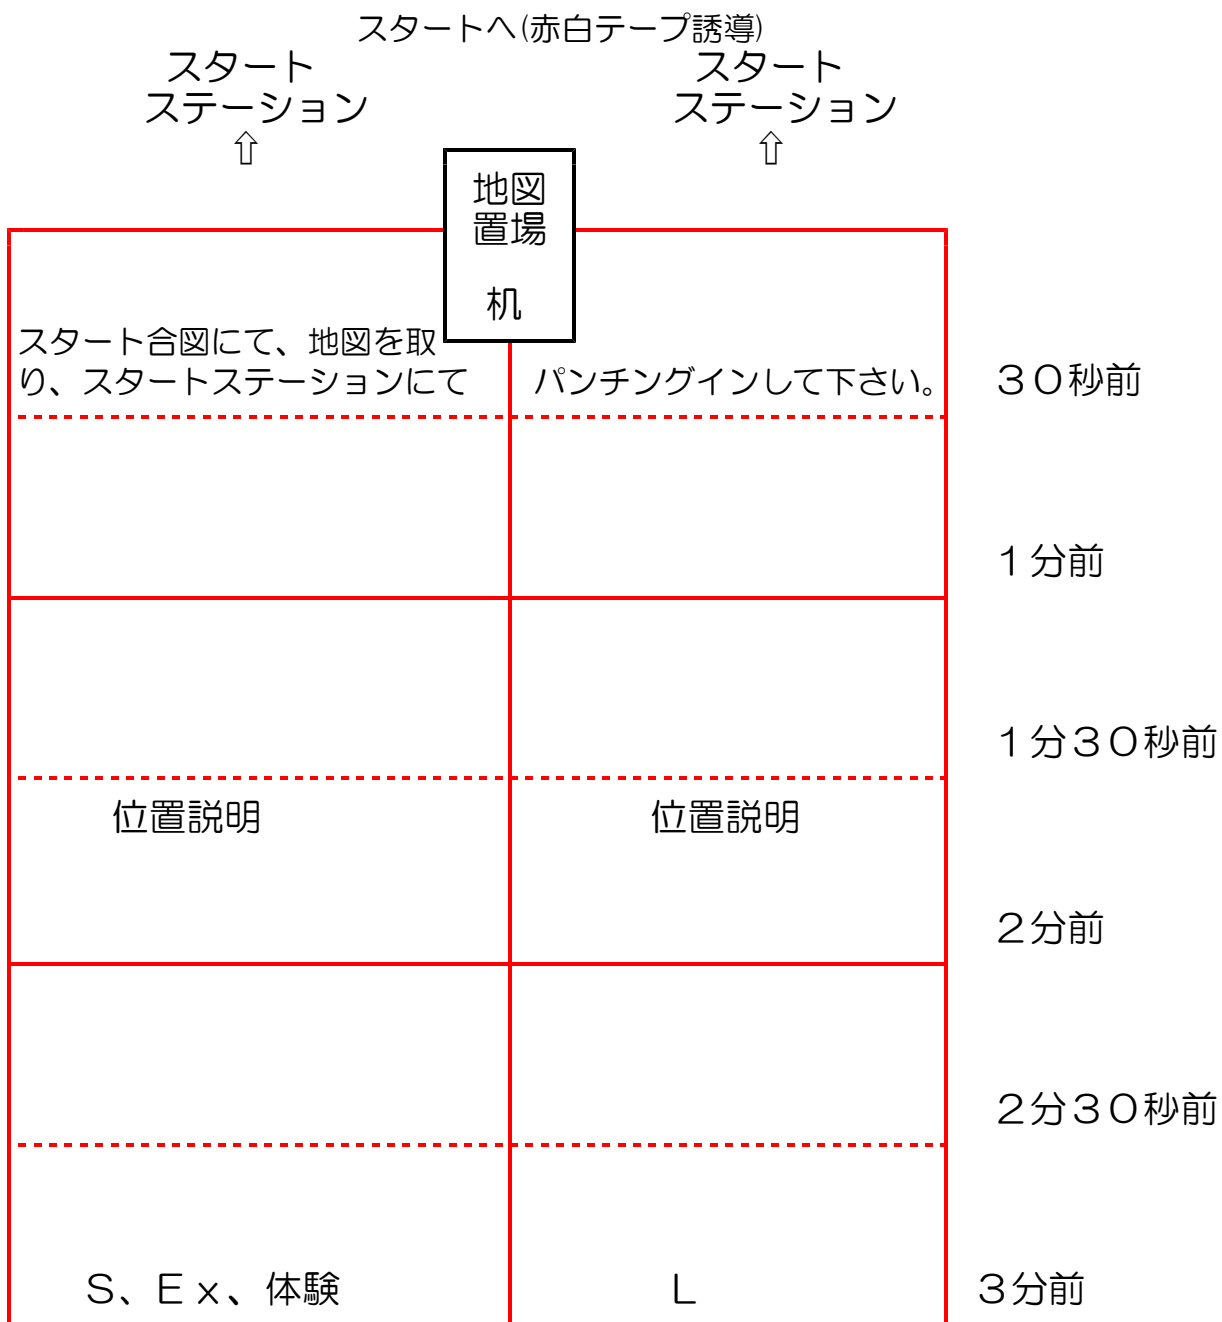 スタートへ(赤白テープ誘導)
スタート
ステーション
⇧
スタート
ステーション
⇧
地図
置場
机
スタート合図にて、地図を取
り、スタートステーションにて
パンチングインして下さい。
３０秒前
１分前
１分３０秒前
位置説明
位置説明
２分前
２分３０秒前
Ｓ、Ｅｘ、体験
Ｌ
３分前